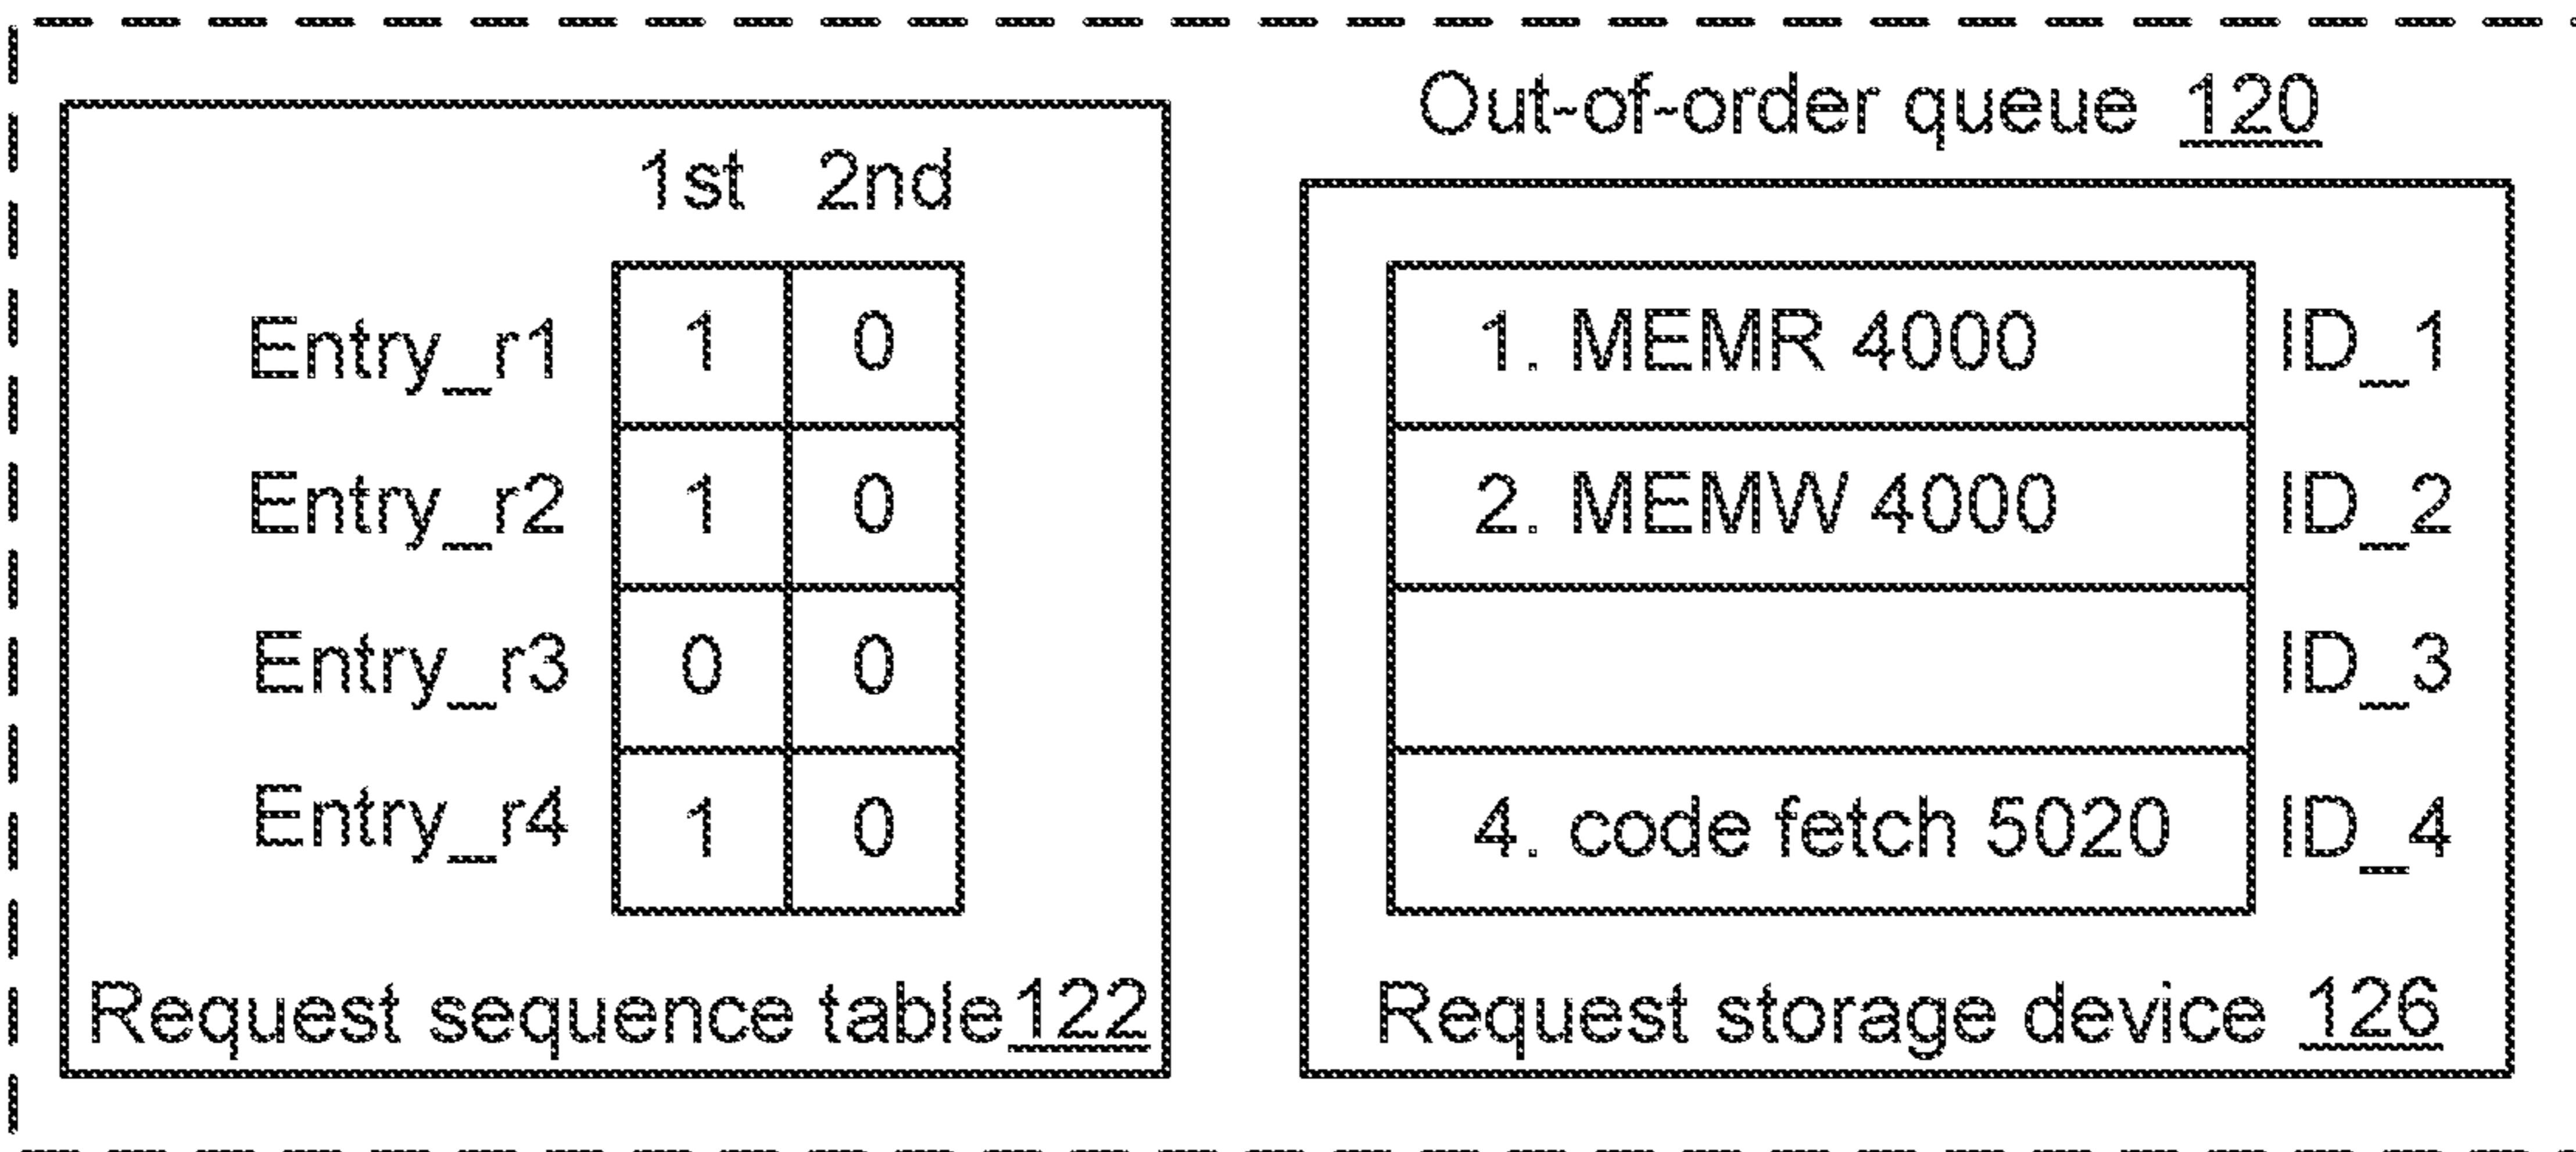 Out-of-order queue 120
1st 2nd
Entry_r1 1 0
Entry_r2 1 0
Entry_r3 0 0
Entry_r4 1 0
Request sequence table 122
1. MEMR 4000 ID_1
2. MEMW 4000 ID_2
ID_3
4. code fetch 5020 ID_4
Request storage device 126